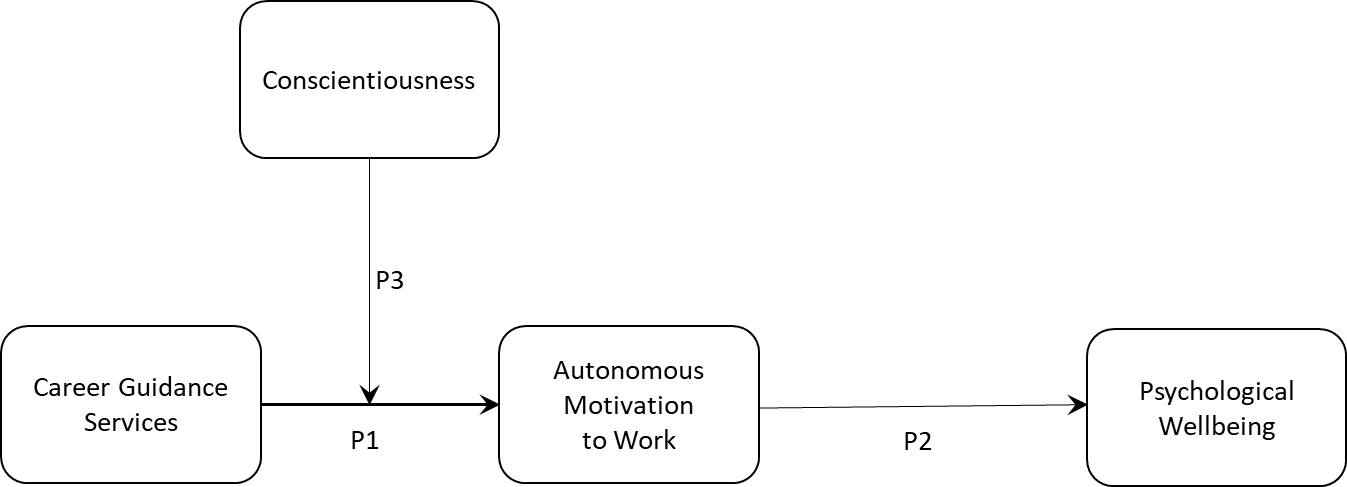 Conscientiousness
P3
Career Guidance
Services
P1
Autonomous
Motivation
to Work
P2
Psychological
Wellbeing